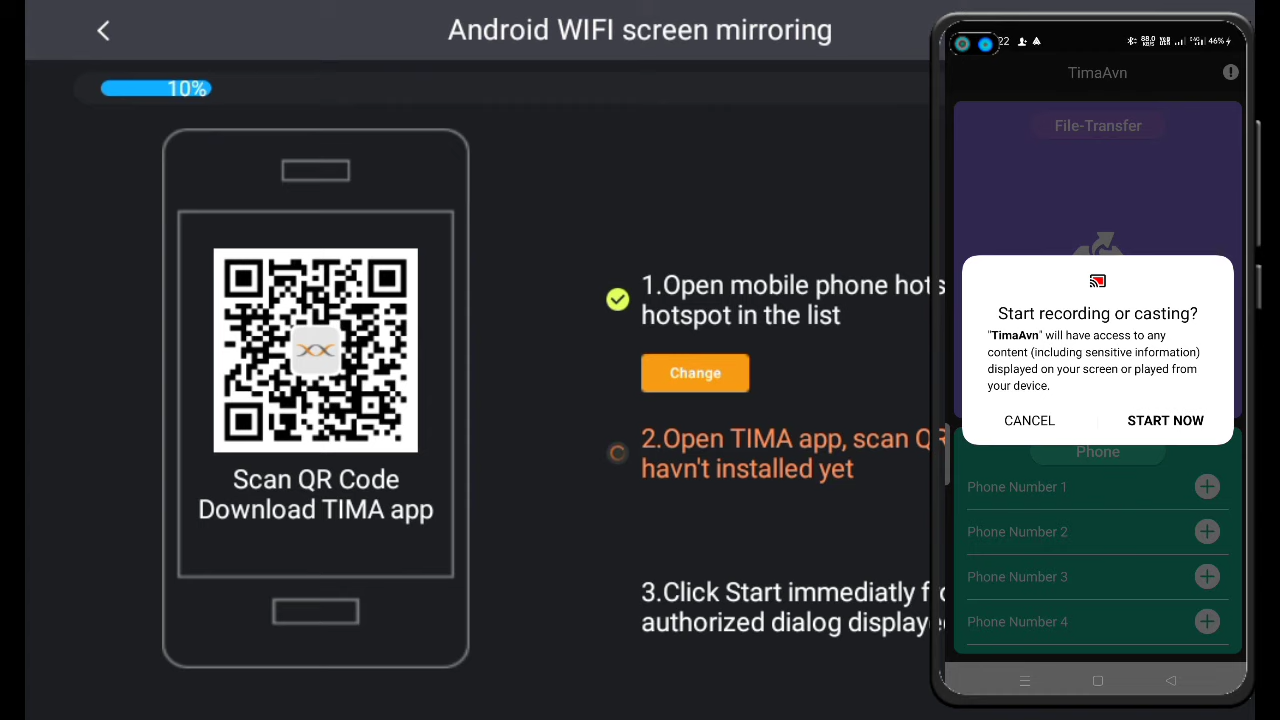 Android WIFI screen mirroring
10%
Scan QR Code
Download TIMA app
1.Open mobile phone hots
hotspot in the list
Change
2.Open TIMA app, scan QR
havn't installed yet
3.Click Start immediatly f
authorized dialog display
22
46%
TimaAvn
File-Transfer
Start recording or casting?
"TimaAvn" will have access to any
content (including sensitive information)
displayed on your screen or played from
your device.
CANCEL
START NOW
Phone
Phone Number 1
Phone Number 2
Phone Number 3
Phone Number 4